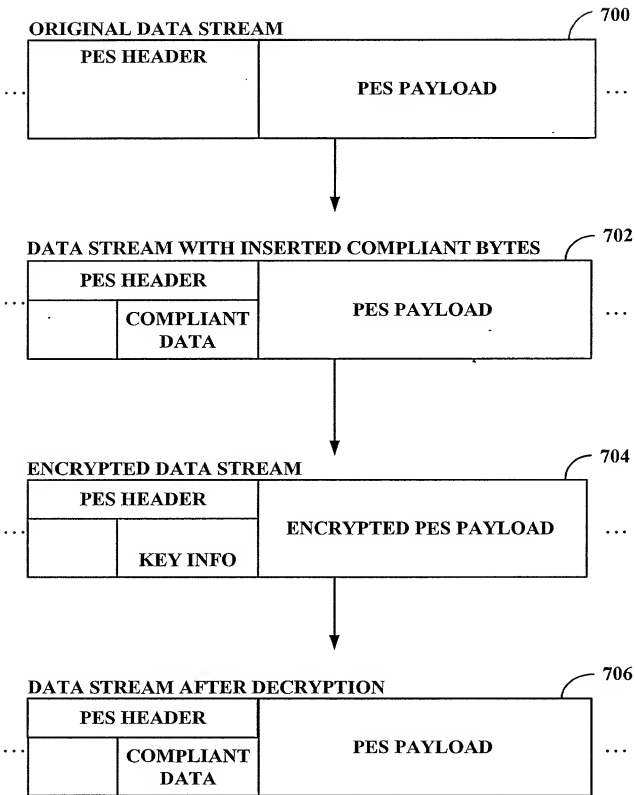 700
ORIGINAL DATA STREAM
PES HEADER
... PES PAYLOAD ...
702
DATA STREAM WITH INSERTED COMPLIANT BYTES
PES HEADER
... PES PAYLOAD ...
COMPLIANT
DATA
704
ENCRYPTED DATA STREAM
PES HEADER
... ENCRYPTED PES PAYLOAD ...
KEY INFO
706
DATA STREAM AFTER DECRYPTION
PES HEADER
... PES PAYLOAD ...
COMPLIANT
DATA